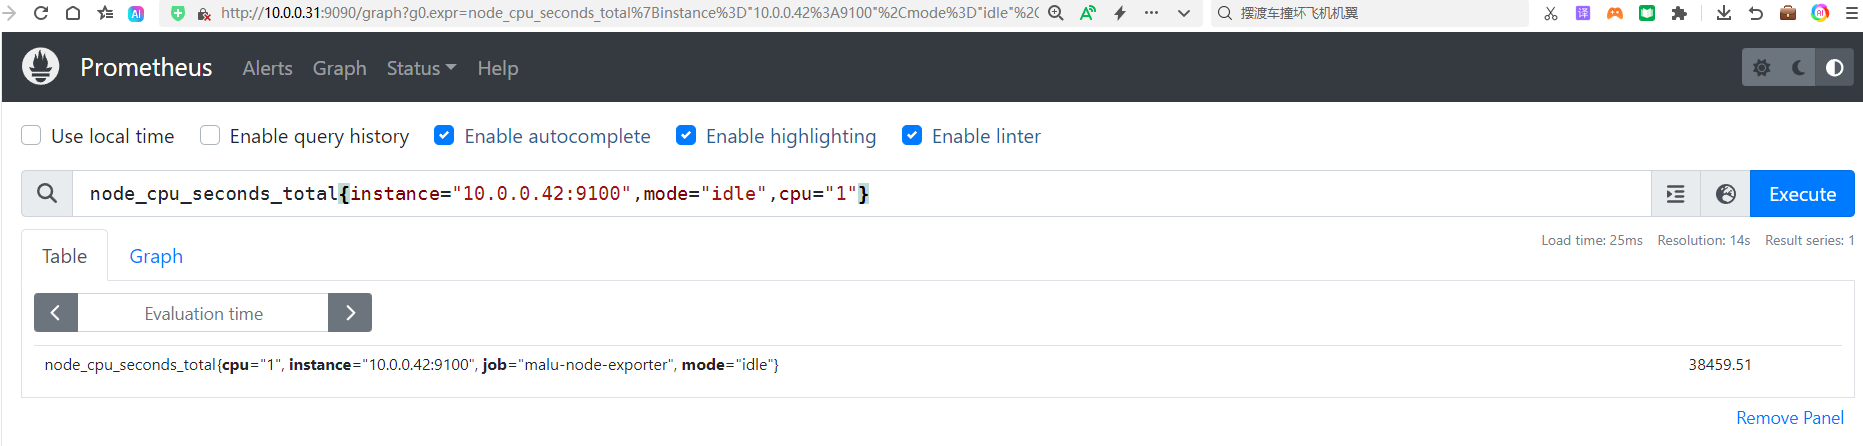 http://10.0.0.31:9090/graph?g0.expr=node_cpu_seconds_total%7Binstance%3D"10.0.0.42%3A9100"%2Cmode%3D"idle"%2C
摆渡车撞坏飞机机翼
Prometheus Alerts Graph Status Help
Use local time Enable query history Enable autocomplete Enable highlighting Enable linter
node_cpu_seconds_total{instance="10.0.0.42:9100",mode="idle",cpu="1"} Execute
Table Graph Load time: 25ms Resolution: 14s Result series: 1
Evaluation time
node_cpu_seconds_total{cpu="1", instance="10.0.0.42:9100", job="malu-node-exporter", mode="idle"} 38459.51
Remove Panel